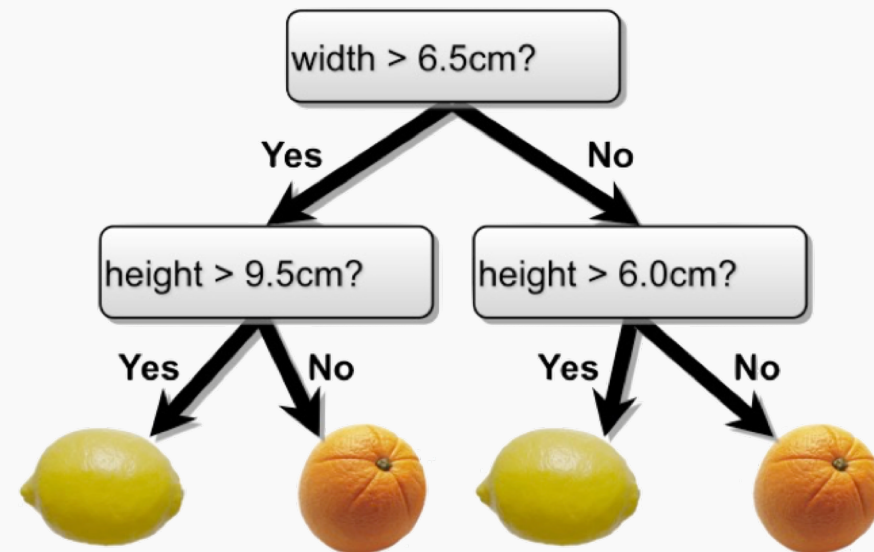 width > 6.5cm?
Yes
No
height > 9.5cm?
height > 6.0cm?
Yes
No
Yes
No